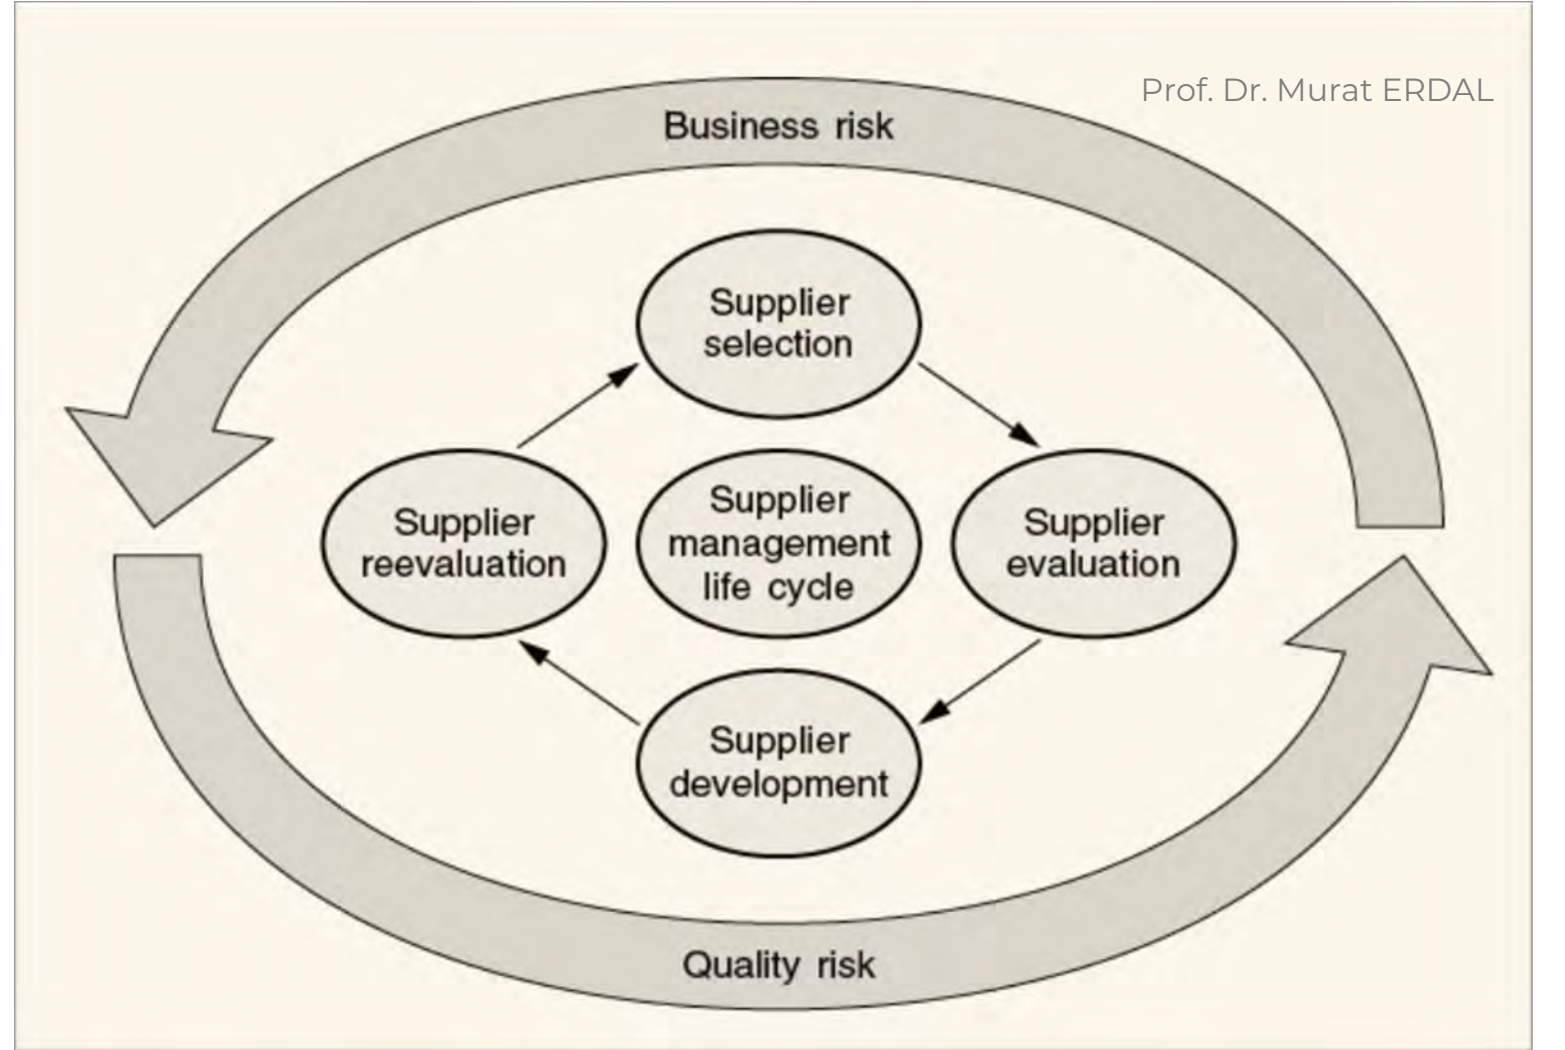 Prof. Dr. Murat ERDAL
Business risk
Supplier
selection
Supplier
reevaluation
Supplier
management
life cycle
Supplier
evaluation
Supplier
development
Quality risk